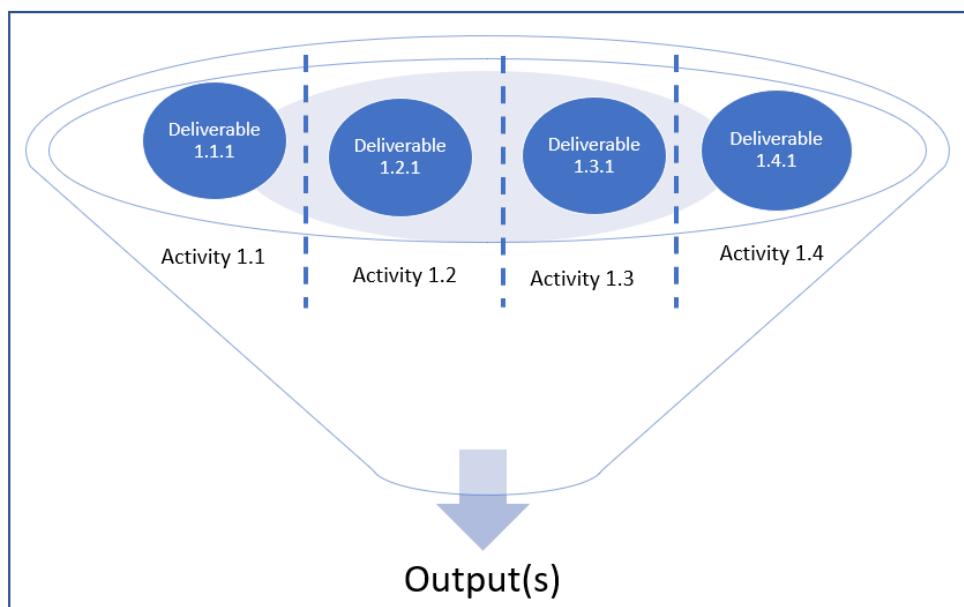 Deliverable
1.1.1
Deliverable
1.2.1
Deliverable
1.3.1
Deliverable
1.4.1
Activity 1.1
Activity 1.2
Activity 1.3
Activity 1.4
Output(s)